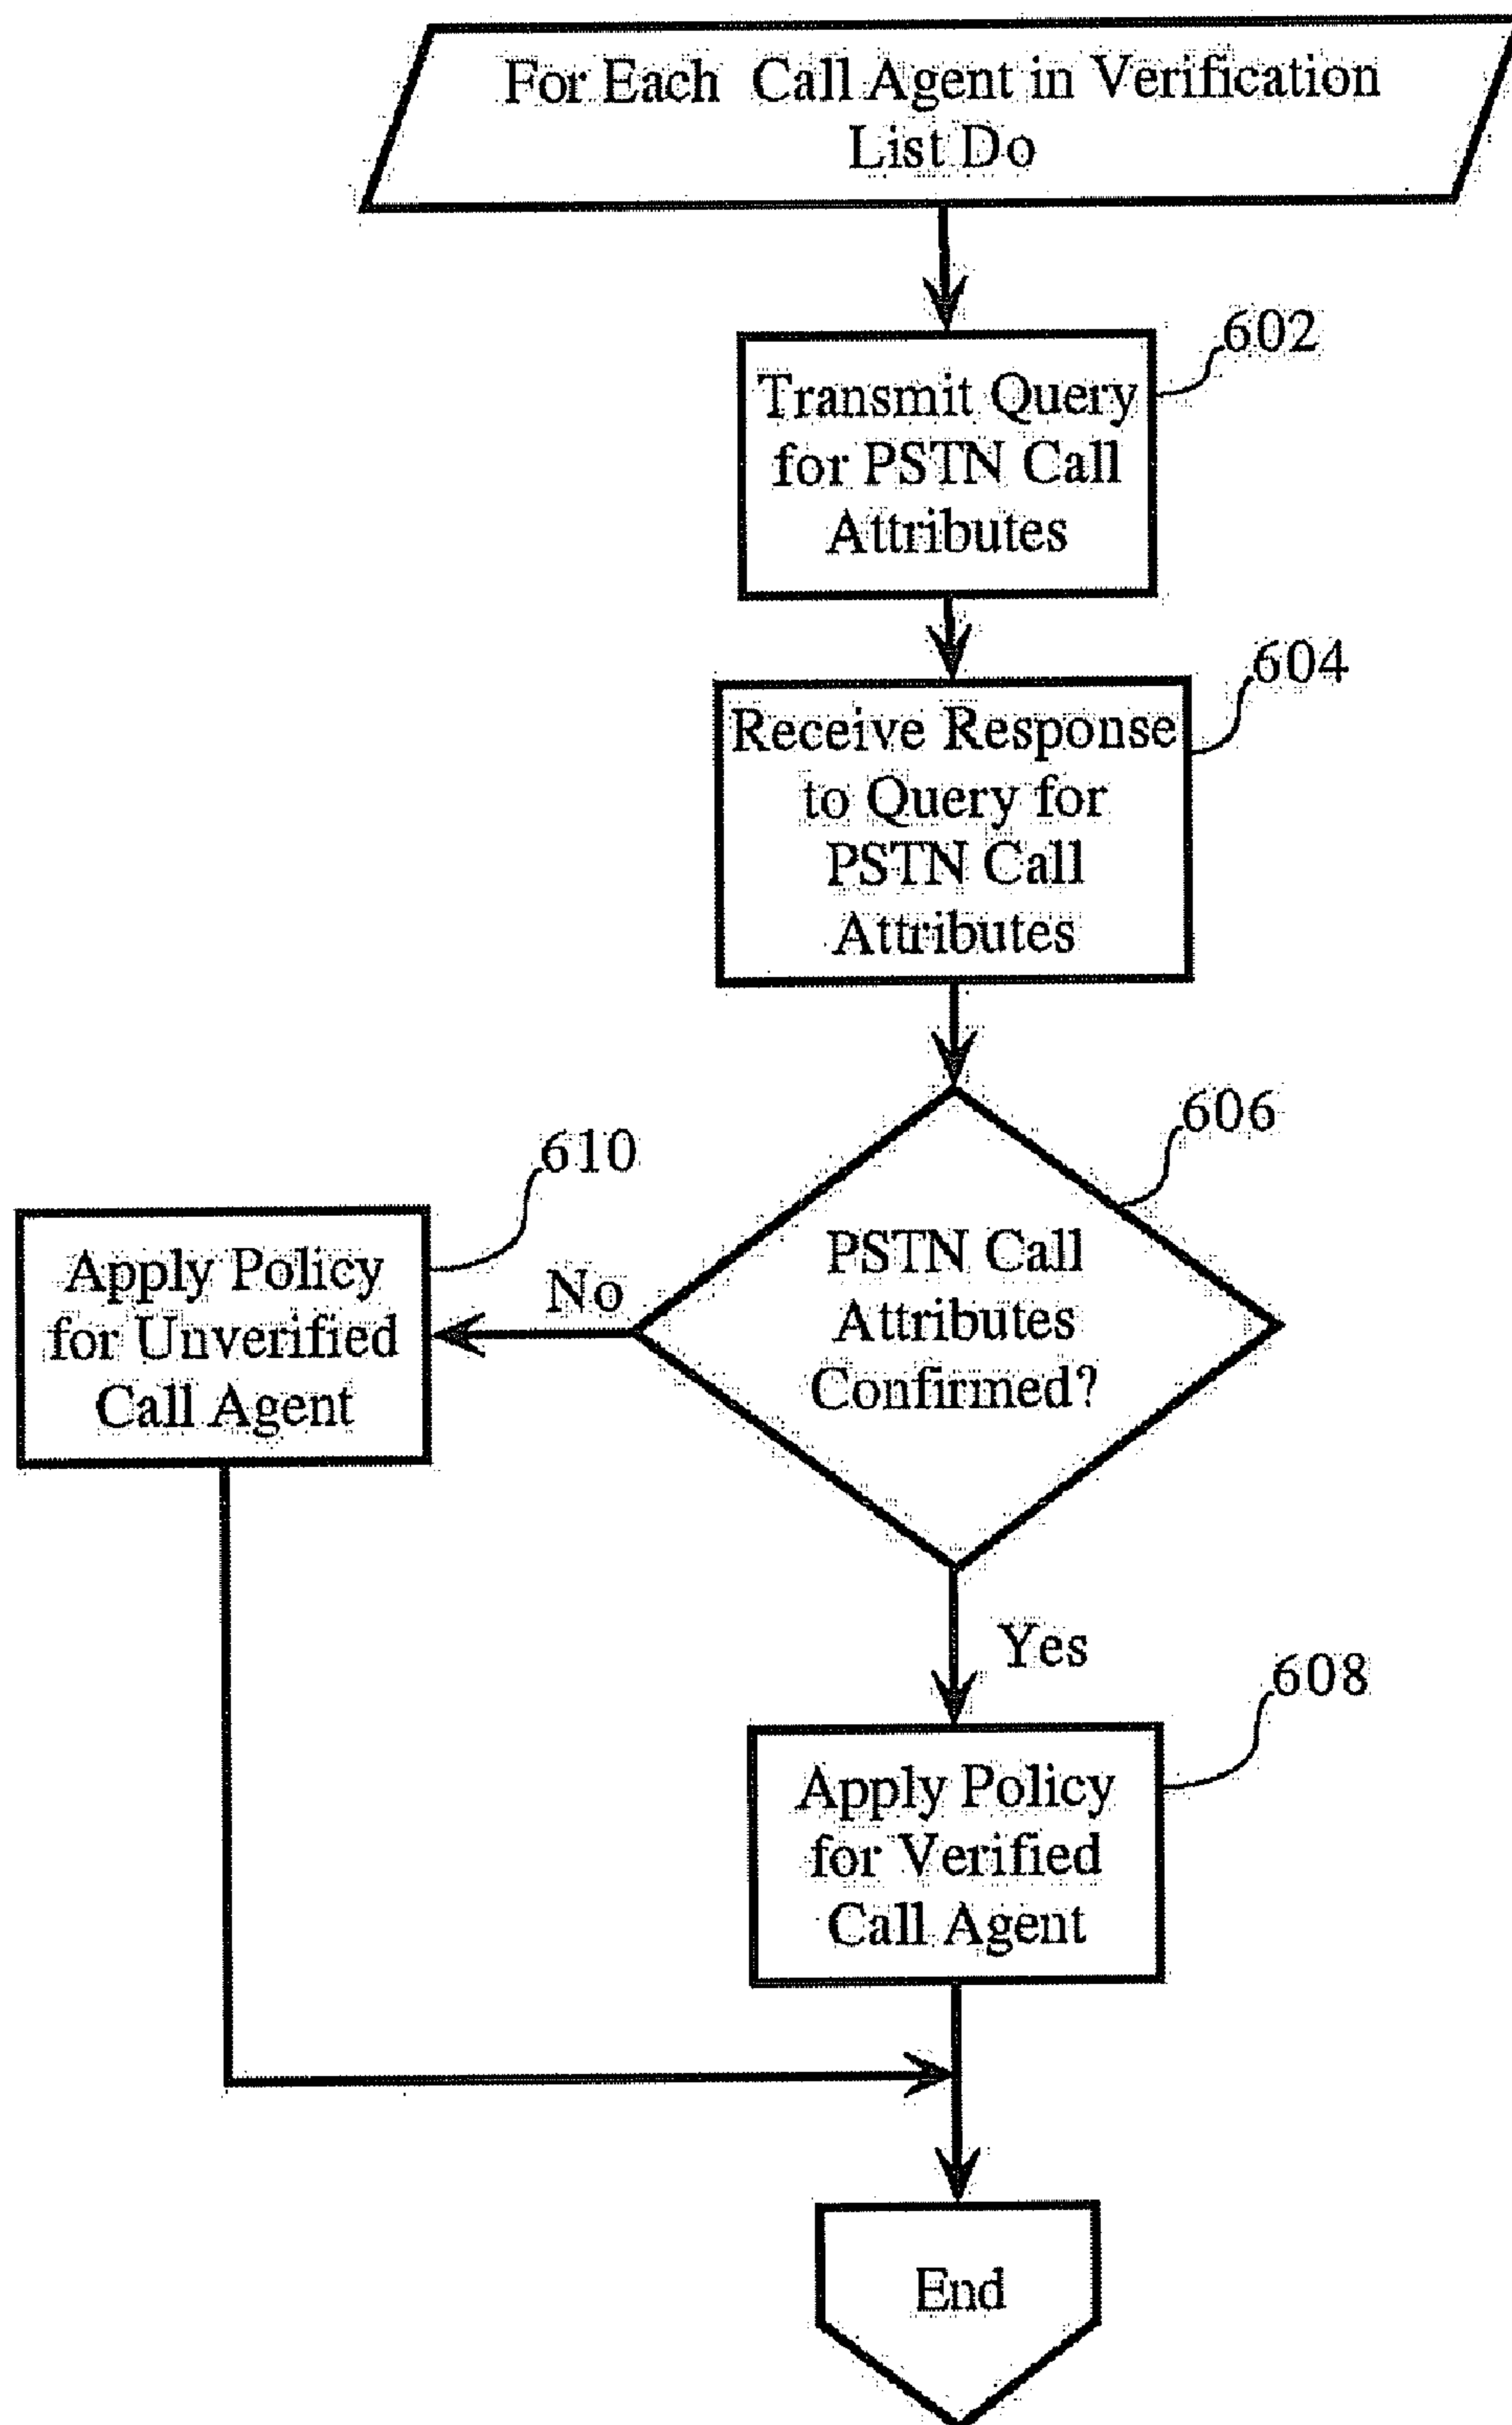 For Each Call Agent in Verification
List Do
602
Transmit Query
for PSTN Call
Attributes
604
Receive Response
to Query for
PSTN Call
Attributes
606
PSTN Call
Attributes
Confirmed?
610
Apply Policy
for Unverified
Call Agent
No
Yes
608
Apply Policy
for Verified
Call Agent
End